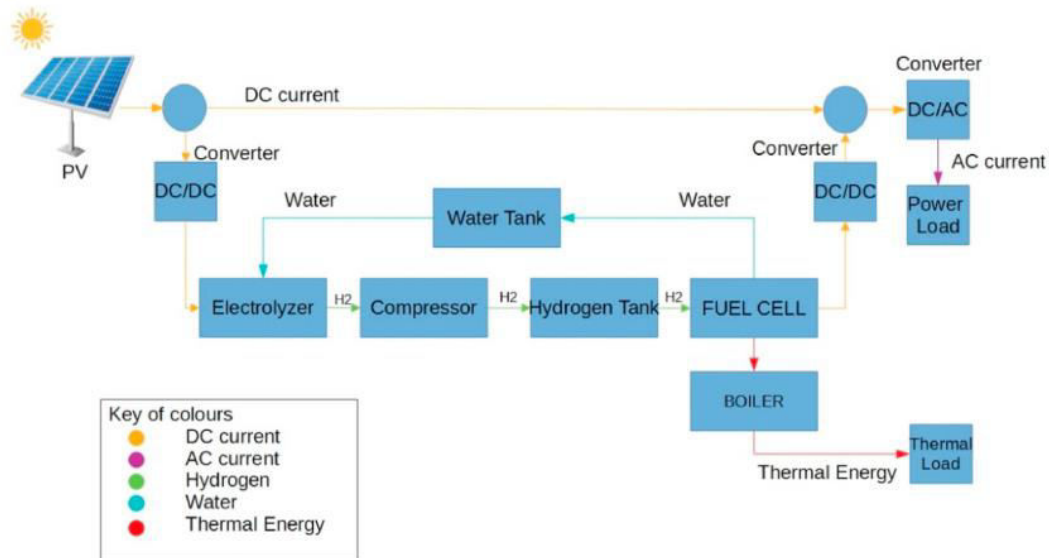 Converter
DC current
DC/AC
PV
Converter
Converter
AC current
DC/DC
DC/DC
Water
Water
Water Tank
Power
Load
Electrolyzer
H2
Compressor
H2
Hydrogen Tank
H2
FUEL CELL
BOILER
Key of colours
DC current
AC current
Hydrogen
Water
Thermal Energy
Thermal Energy
Thermal
Load